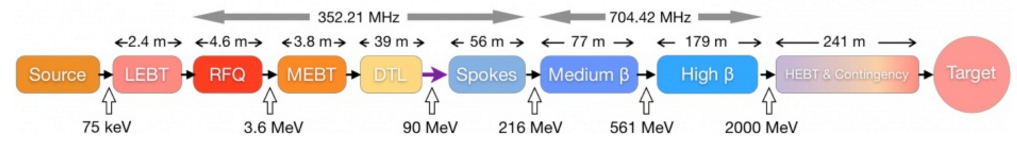 352.21 MHz 704.42 MHz
2.4 m 4.6 m 3.8 m 39 m 56 m 77 m 179 m 241 m
Source LEBT RFQ MEBT DTL Spokes Medium β High β HEBT & Contingency Target
75 keV 3.6 MeV 90 MeV 216 MeV 561 MeV 2000 MeV